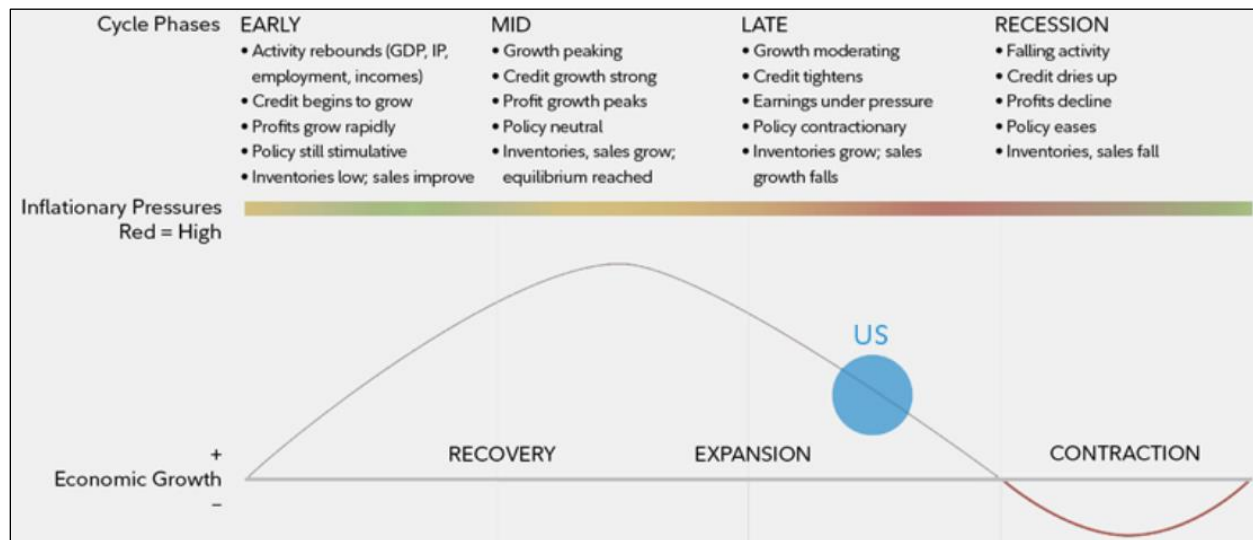 Cycle Phases
EARLY
• Activity rebounds (GDP, IP,
employment, incomes)
• Credit begins to grow
• Profits grow rapidly
• Policy still stimulative
• Inventories low; sales improve
MID
• Growth peaking
• Credit growth strong
• Profit growth peaks
• Policy neutral
• Inventories, sales grow;
equilibrium reached
LATE
• Growth moderating
• Credit tightens
• Earnings under pressure
• Policy contractionary
• Inventories grow; sales
growth falls
RECESSION
• Falling activity
• Credit dries up
• Profits decline
• Policy eases
• Inventories, sales fall
Inflationary Pressures
Red = High
US
RECOVERY
EXPANSION
CONTRACTION
+
Economic Growth
–